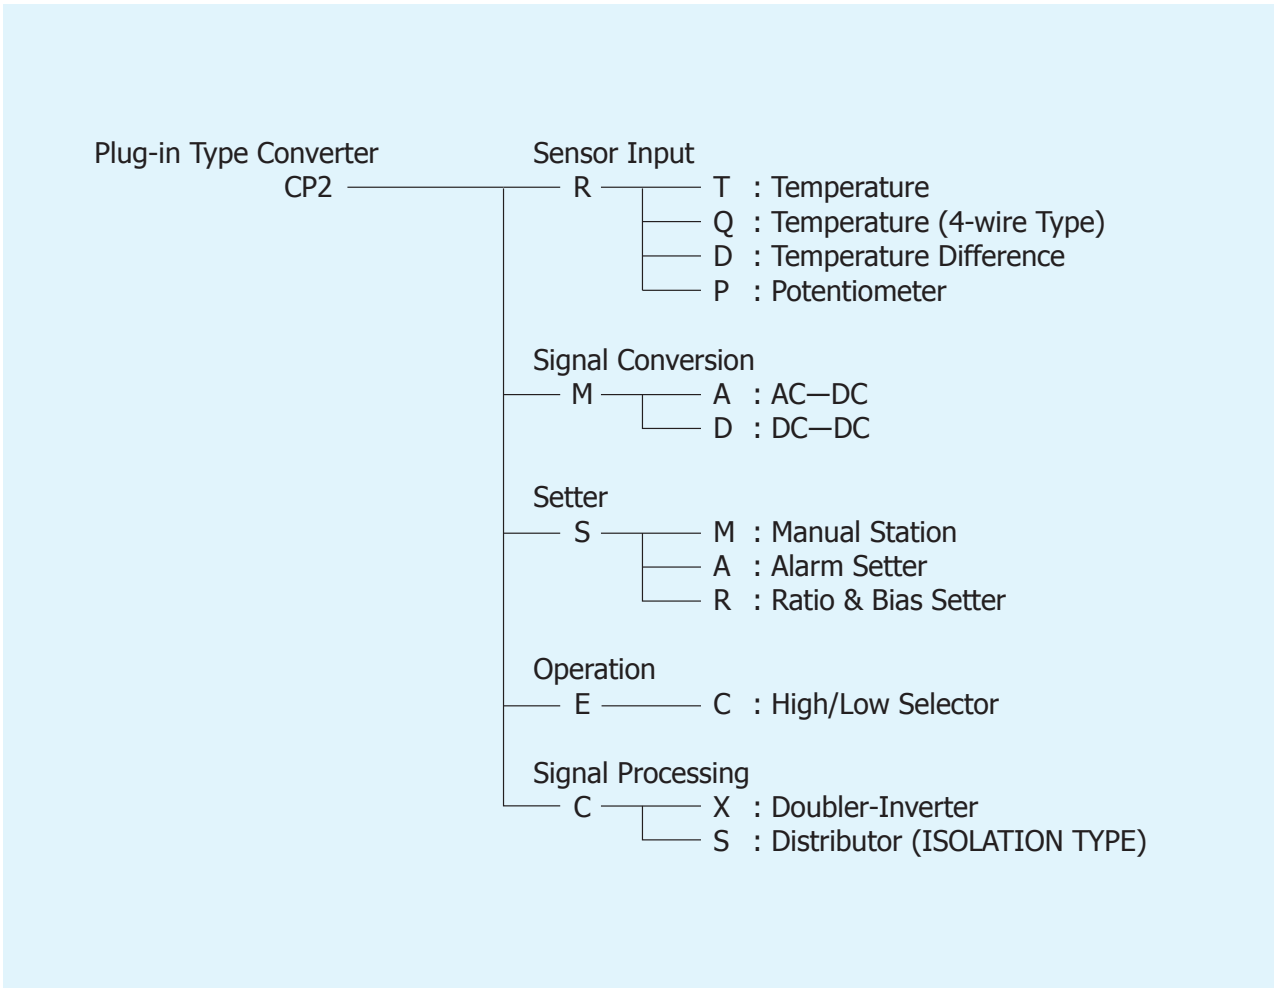 Plug-in Type Converter Sensor Input
CP2 R T : Temperature
Q : Temperature (4-wire Type)
D : Temperature Difference
P : Potentiometer
Signal Conversion
M A : AC—DC
D : DC—DC
Setter
S M : Manual Station
A : Alarm Setter
R : Ratio & Bias Setter
Operation
E C : High/Low Selector
Signal Processing
C X : Doubler-Inverter
S : Distributor (ISOLATION TYPE)